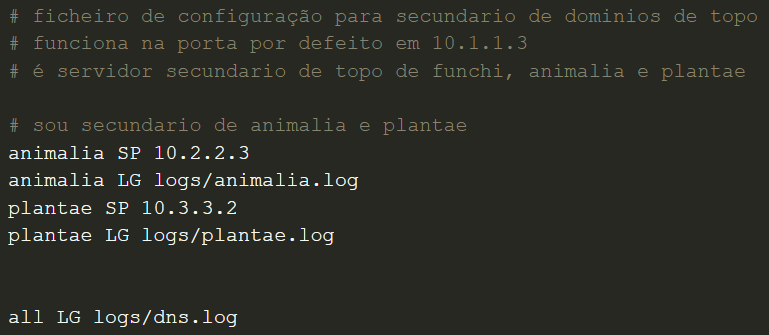 # ficheiro de configuração para secundario de dominios de topo
# funciona na porta por defeito em 10.1.1.3
# é servidor secundario de topo de funchi, animalia e plantae
# sou secundario de animalia e plantae
animalia SP 10.2.2.3
animalia LG logs/animalia.log
plantae SP 10.3.3.2
plantae LG logs/plantae.log
all LG logs/dns.log